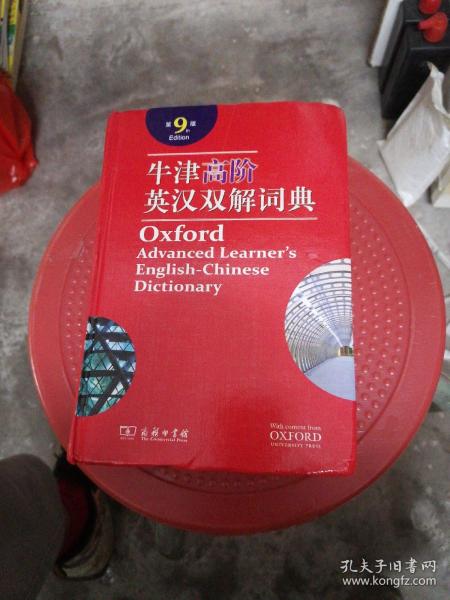 第9版
th
Edition
牛津高阶
英汉双解词典
Oxford
Advanced Learner's
English-Chinese
Dictionary
商务印书馆
The Commercial Press
With content from
OXFORD
UNIVERSITY PRESS
孔夫子旧书网
www.kongfz.com